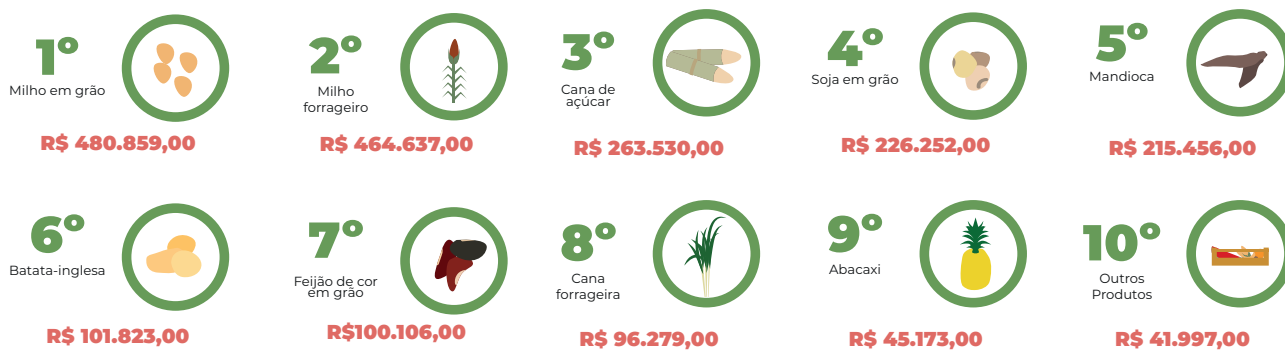 1º
Milho em grão
R$ 480.859,00
2º
Milho
forrageiro
R$ 464.637,00
3º
Cana de
açúcar
R$ 263.530,00
4º
Soja em grão
R$ 226.252,00
5º
Mandioca
R$ 215.456,00
6º
Batata-inglesa
R$ 101.823,00
7º
Feijão de cor
em grão
R$100.106,00
8º
Cana
forrageira
R$ 96.279,00
9º
Abacaxi
R$ 45.173,00
10º
Outros
Produtos
R$ 41.997,00